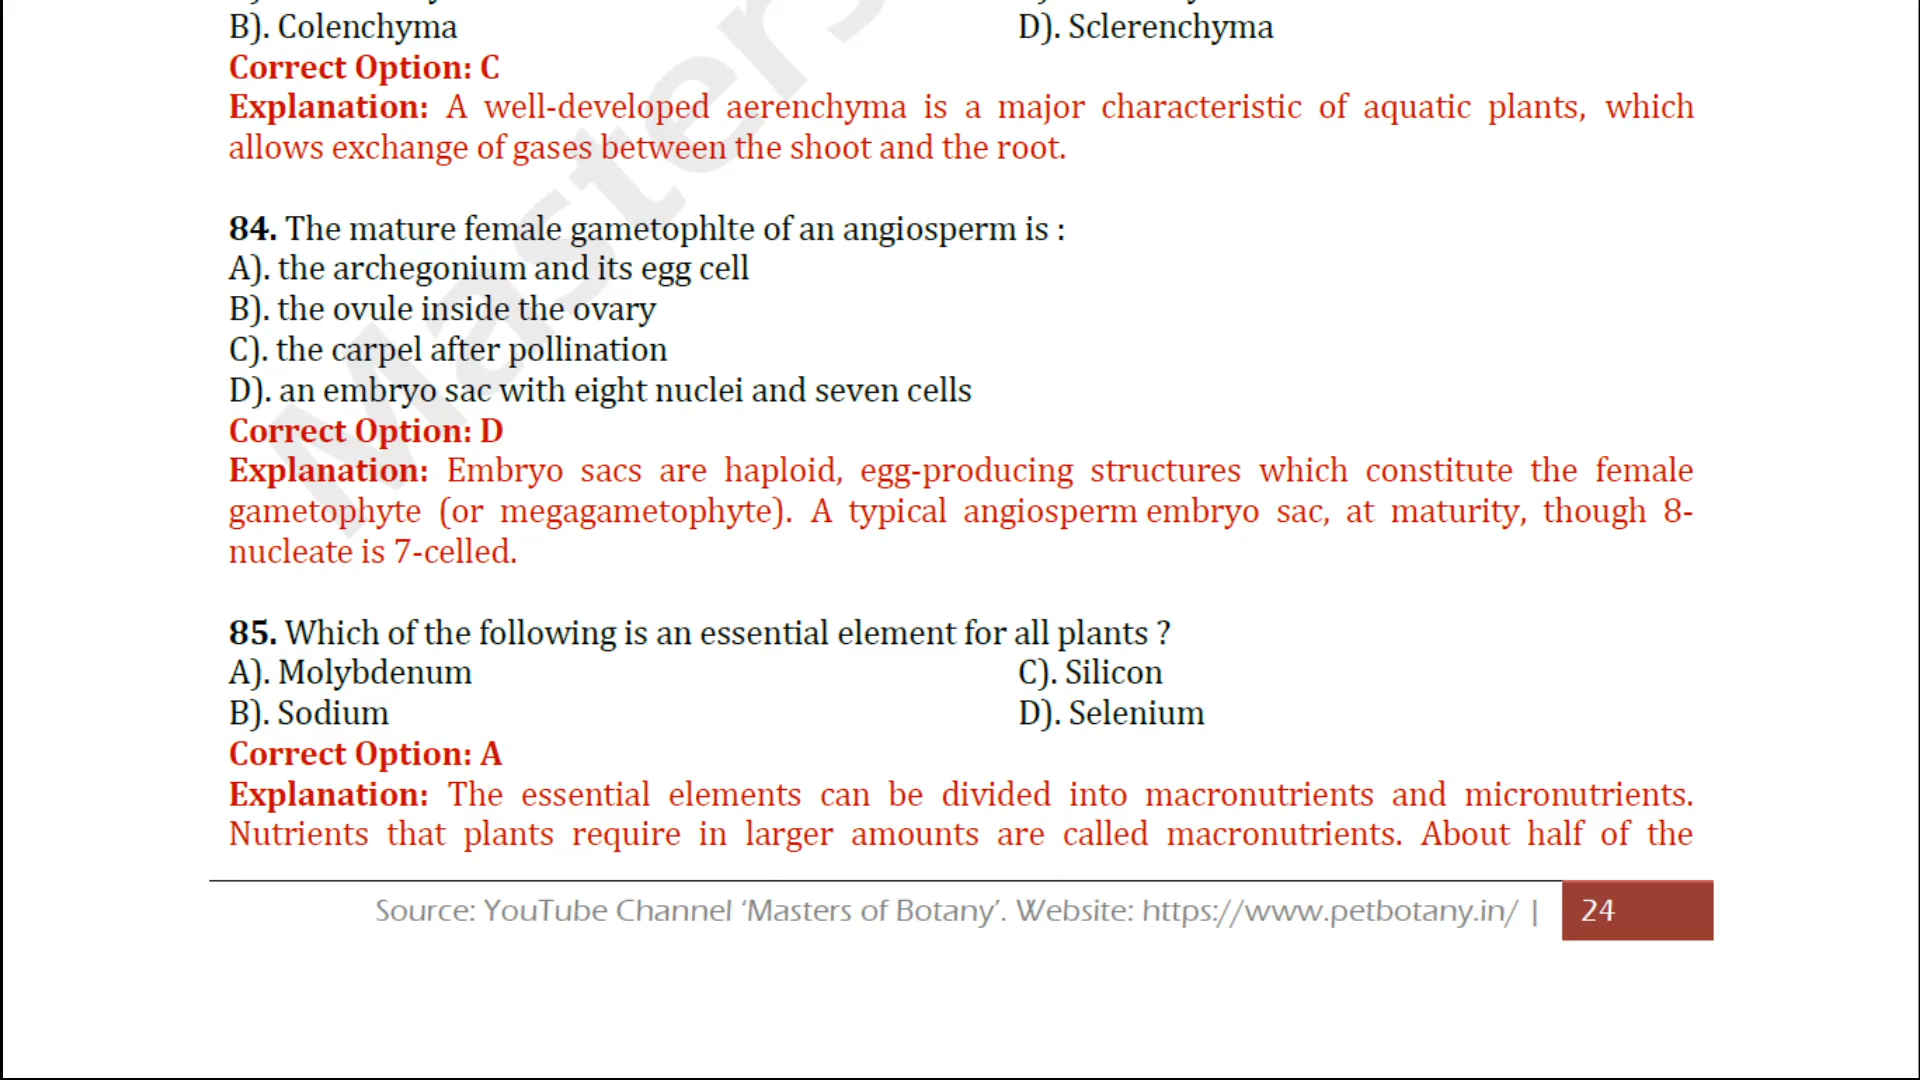 B). Colenchyma D). Sclerenchyma
Correct Option: C
Explanation: A well-developed aerenchyma is a major characteristic of aquatic plants, which
allows exchange of gases between the shoot and the root.
84. The mature female gametophlte of an angiosperm is :
A). the archegonium and its egg cell
B). the ovule inside the ovary
C). the carpel after pollination
D). an embryo sac with eight nuclei and seven cells
Correct Option: D
Explanation: Embryo sacs are haploid, egg-producing structures which constitute the female
gametophyte (or megagametophyte). A typical angiosperm embryo sac, at maturity, though 8-
nucleate is 7-celled.
85. Which of the following is an essential element for all plants ?
A). Molybdenum C). Silicon
B). Sodium D). Selenium
Correct Option: A
Explanation: The essential elements can be divided into macronutrients and micronutrients.
Nutrients that plants require in larger amounts are called macronutrients. About half of the
Source: YouTube Channel ‘Masters of Botany’. Website: https://www.petbotany.in/ | 24
Masters